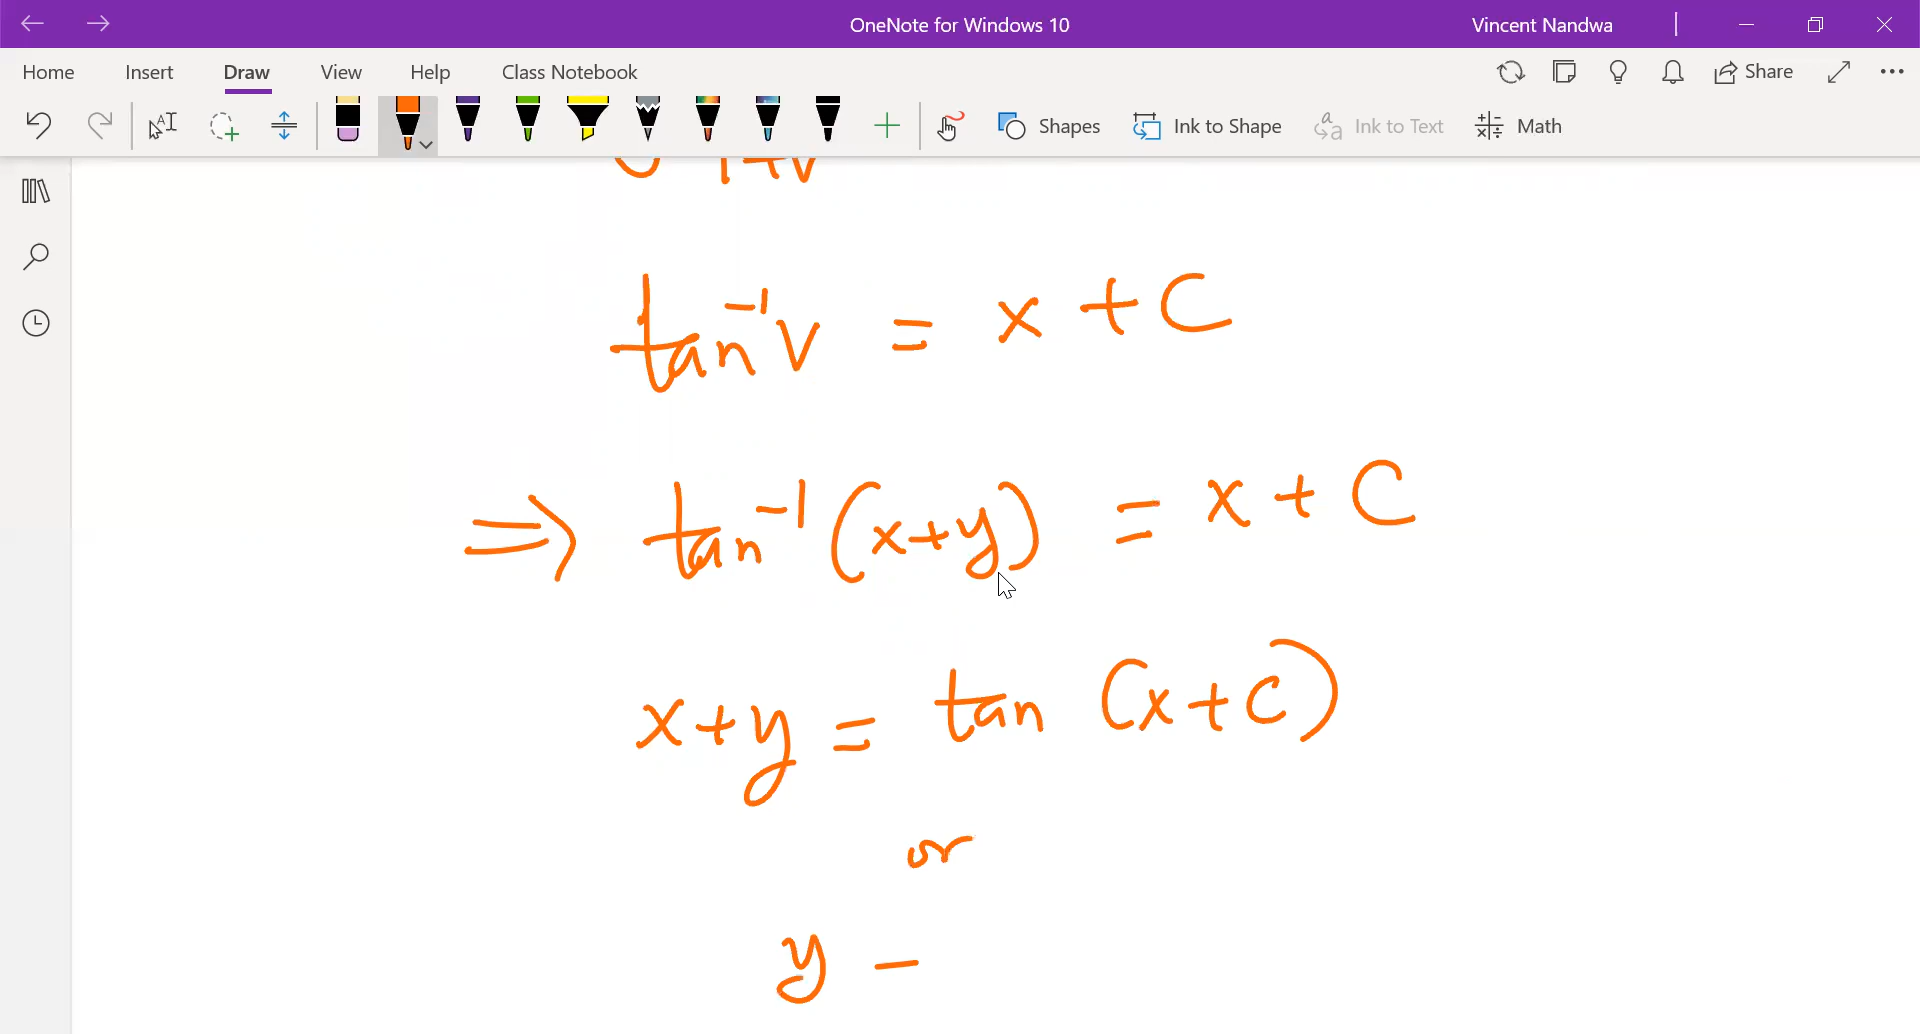 OneNote for Windows 10
Vincent Nandwa
Home Insert Draw View Help Class Notebook Share
Shapes Ink to Shape Ink to Text Math
tan⁻¹v = x + C
⇒ tan⁻¹(x+y) = x + C
x+y = tan (x+C)
or
y –